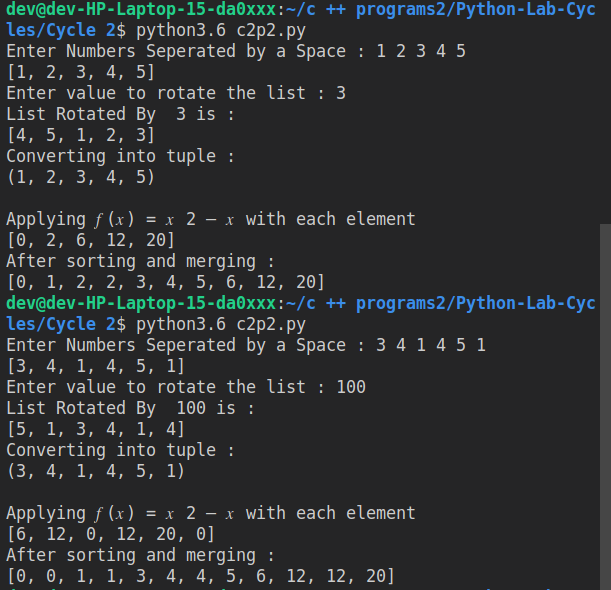 dev@dev-HP-Laptop-15-da0xxx:~/c ++ programs2/Python-Lab-Cyc
les/Cycle 2$ python3.6 c2p2.py
Enter Numbers Seperated by a Space : 1 2 3 4 5
[1, 2, 3, 4, 5]
Enter value to rotate the list : 3
List Rotated By  3 is :
[4, 5, 1, 2, 3]
Converting into tuple :
(1, 2, 3, 4, 5)

Applying 𝑓(𝑥) = 𝑥 2 − 𝑥 with each element
[0, 2, 6, 12, 20]
After sorting and merging :
[0, 1, 2, 2, 3, 4, 5, 6, 12, 20]
dev@dev-HP-Laptop-15-da0xxx:~/c ++ programs2/Python-Lab-Cyc
les/Cycle 2$ python3.6 c2p2.py
Enter Numbers Seperated by a Space : 3 4 1 4 5 1
[3, 4, 1, 4, 5, 1]
Enter value to rotate the list : 100
List Rotated By  100 is :
[5, 1, 3, 4, 1, 4]
Converting into tuple :
(3, 4, 1, 4, 5, 1)

Applying 𝑓(𝑥) = 𝑥 2 − 𝑥 with each element
[6, 12, 0, 12, 20, 0]
After sorting and merging :
[0, 0, 1, 1, 3, 4, 4, 5, 6, 12, 12, 20]